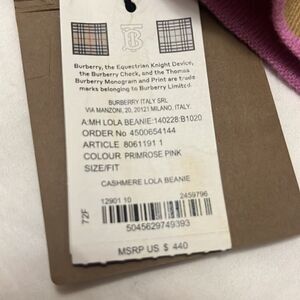 Burberry, the Equestrian Knight Device,
the Burberry Check, and the Thomas
Burberry Monogram and Print are trade
marks belonging to Burberry Limited.
BURBERRY ITALY SRL
VIA MANZONI, 20, 20121 MILANO, ITALY.
A:MH LOLA BEANIE:140228:B1020
ORDER No 4500654144
ARTICLE 8061191 1
COLOUR PRIMROSE PINK
SIZE/FIT
CASHMERE LOLA BEANIE
72F
12901 10 2459796
5045629749393
MSRP US $ 440